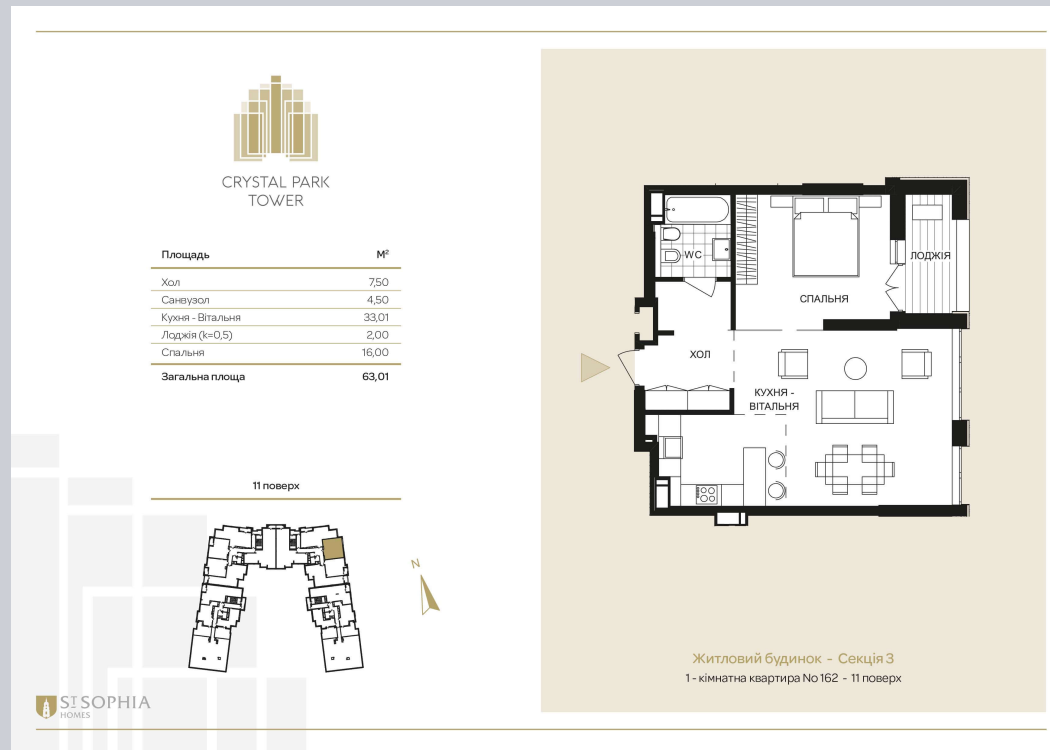 CRYSTAL PARK
TOWER
Площадь М²
Хол 7,50
Санвузол 4,50
Кухня - Вітальня 33,01
Лоджія (k=0,5) 2,00
Спальня 16,00
Загальна площа 63,01
11 поверх
N
ST SOPHIA
HOMES
WC
СПАЛЬНЯ
ЛОДЖІЯ
ХОЛ
КУХНЯ -
ВІТАЛЬНЯ
Житловий будинок - Секція 3
1 - кімнатна квартира No 162 - 11 поверх